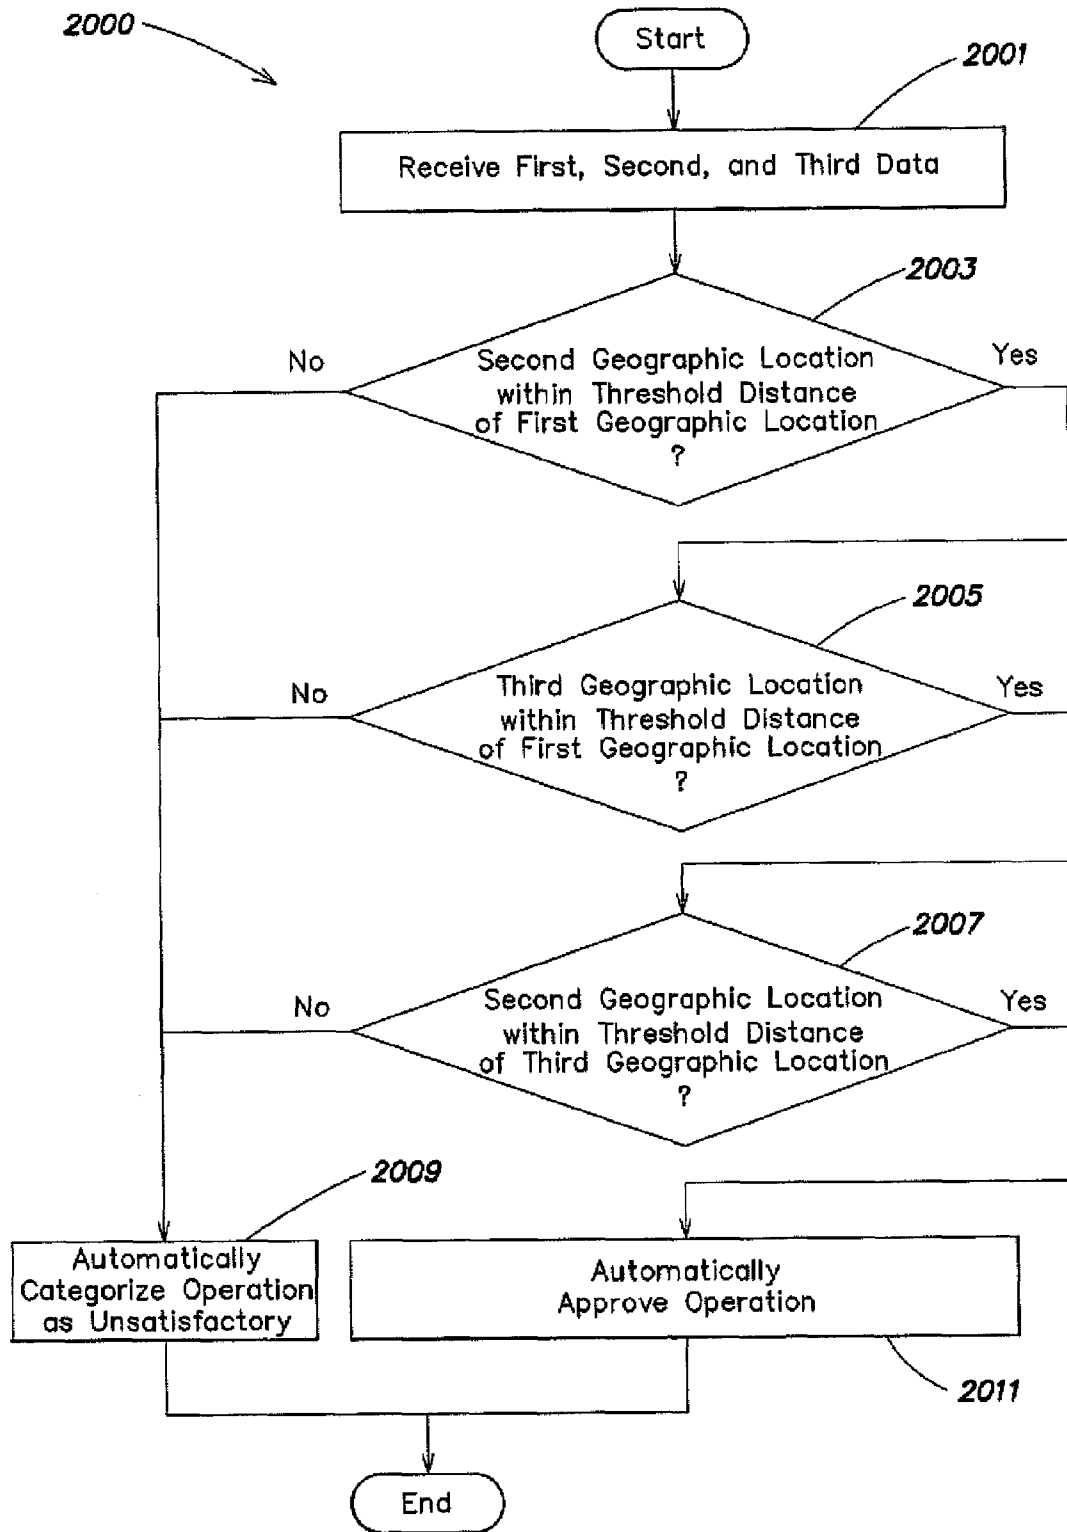 2000
Start
2001
Receive First, Second, and Third Data
2003
No
Yes
Second Geographic Location
within Threshold Distance
of First Geographic Location
?
2005
No
Yes
Third Geographic Location
within Threshold Distance
of First Geographic Location
?
2007
No
Yes
Second Geographic Location
within Threshold Distance
of Third Geographic Location
?
2009
Automatically
Categorize Operation
as Unsatisfactory
Automatically
Approve Operation
2011
End